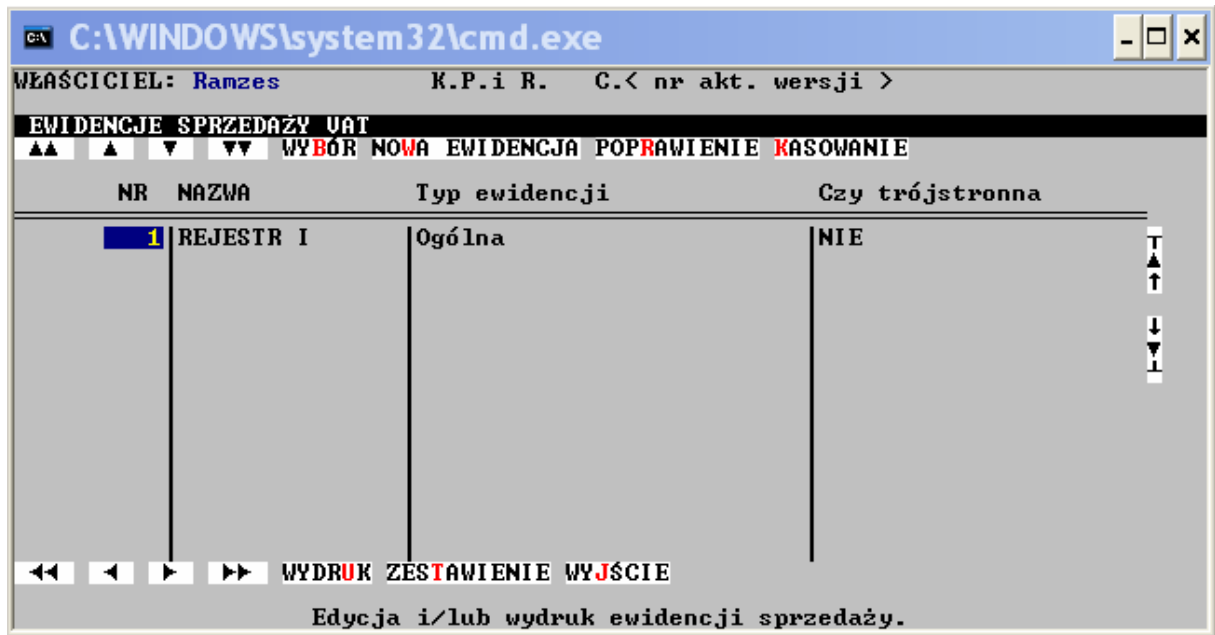 C:\WINDOWS\system32\cmd.exe
WŁAŚCICIEL: Ramzes K.P.i R. C.< nr akt. wersji >
EWIDENCJE SPRZEDAŻY VAT
WYBÓR NOWA EWIDENCJA POPRAWIENIE KASOWANIE
NR NAZWA Typ ewidencji Czy trójstronna
1 REJESTR I Ogólna NIE
WYDRUK ZESTAWIENIE WYJŚCIE
Edycja i/lub wydruk ewidencji sprzedaży.